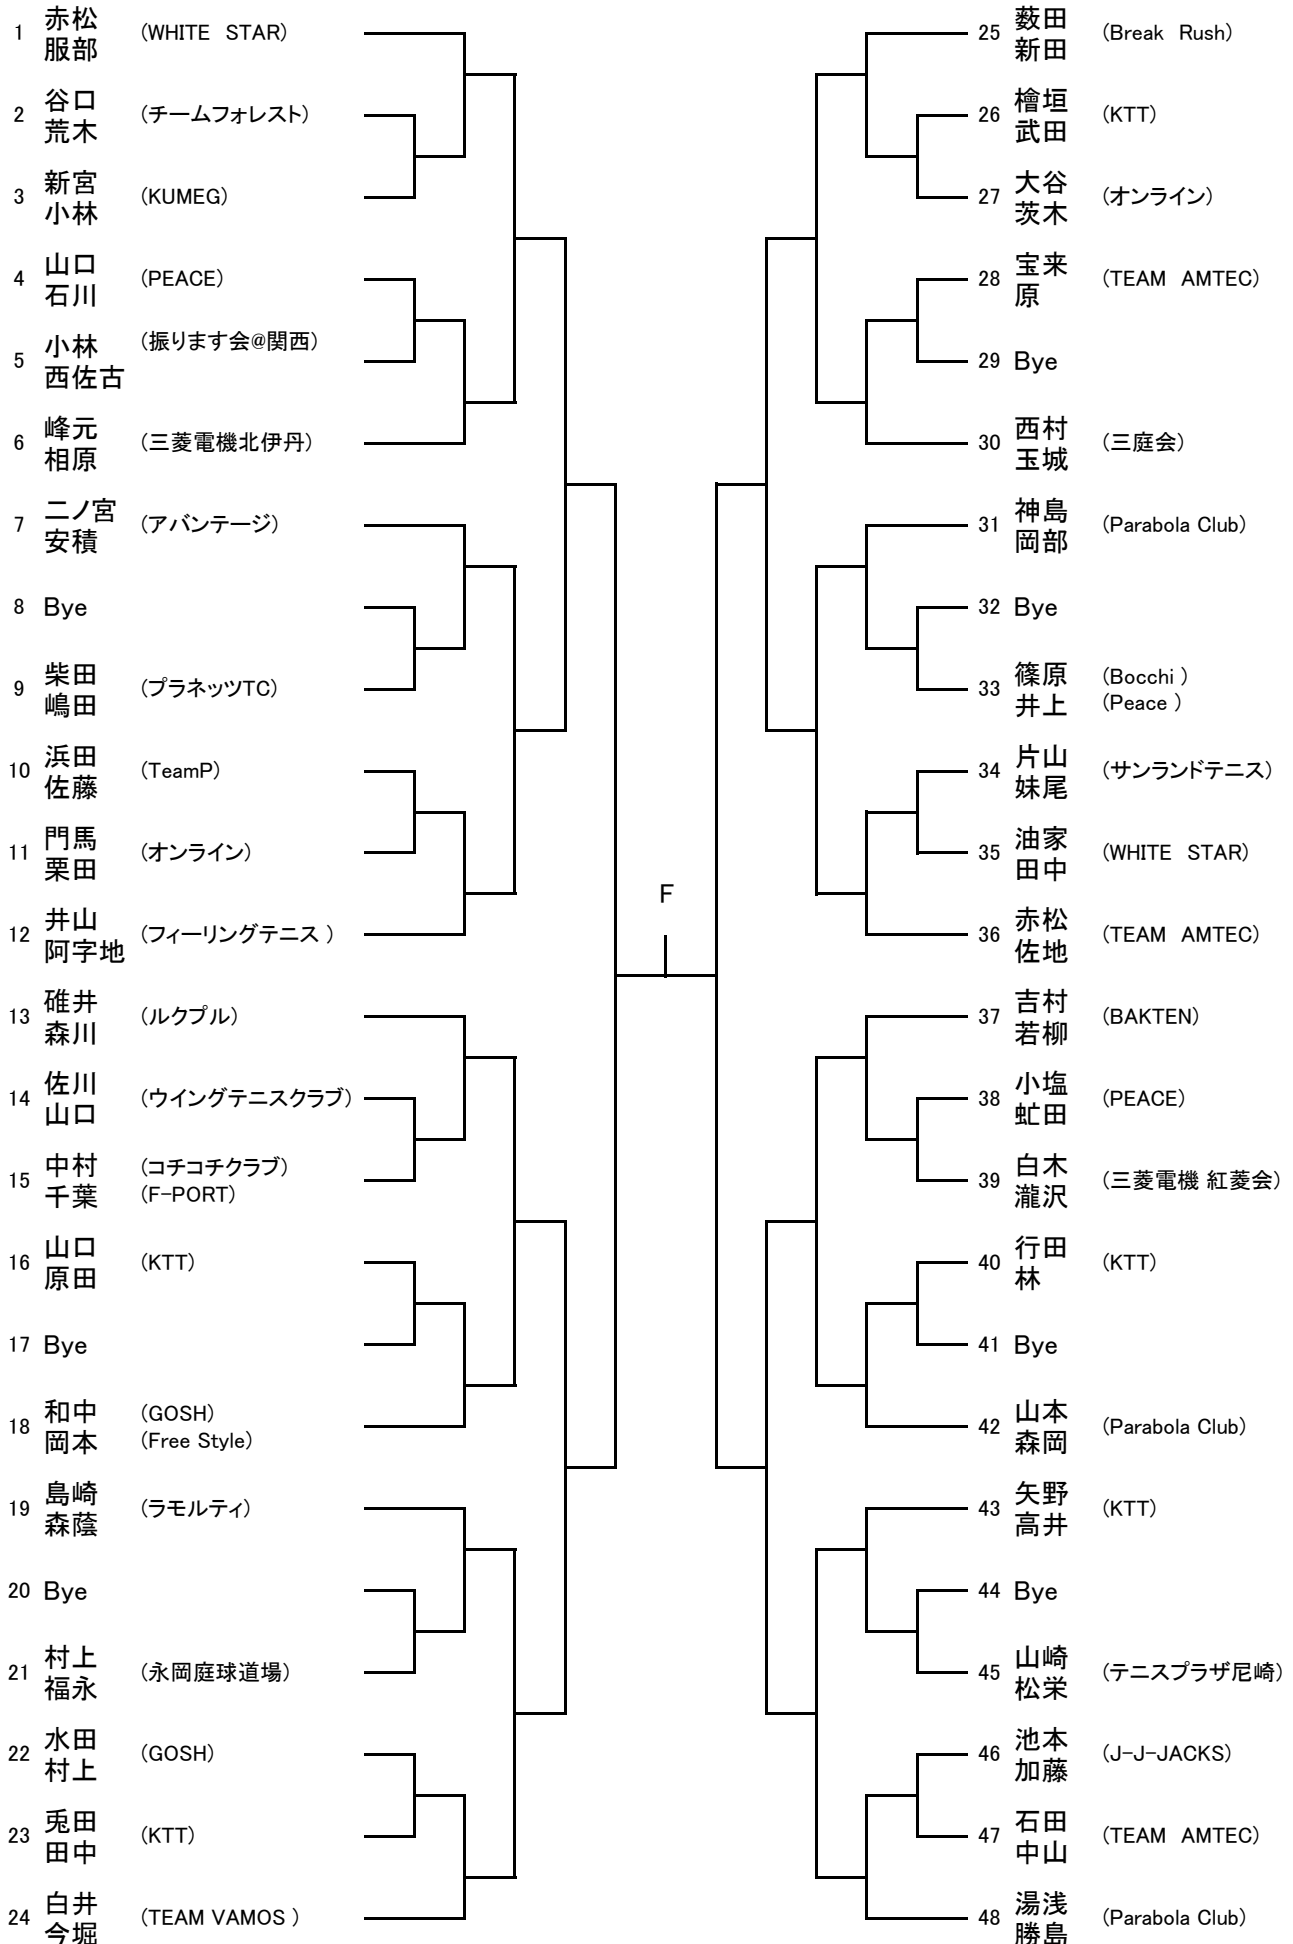 1 赤松 (WHITE STAR)
服部
2 谷口 (チームフォレスト)
荒木
3 新宮 (KUMEG)
小林
4 山口 (PEACE)
石川
5 小林 (振ります会@関西)
西佐古
6 峰元 (三菱電機北伊丹)
相原
7 二ノ宮 (アバンテージ)
安積
8 Bye
9 柴田 (プラネッツTC)
嶋田
10 浜田 (TeamP)
佐藤
11 門馬 (オンライン)
栗田
12 井山 (フィーリングテニス )
阿字地
13 碓井 (ルクプル)
森川
14 佐川 (ウイングテニスクラブ)
山口
15 中村 (コチコチクラブ)
千葉 (F-PORT)
16 山口 (KTT)
原田
17 Bye
18 和中 (GOSH)
岡本 (Free Style)
19 島崎 (ラモルティ)
森蔭
20 Bye
21 村上 (永岡庭球道場)
福永
22 水田 (GOSH)
村上
23 兎田 (KTT)
田中
24 白井 (TEAM VAMOS )
今堀
F
25 薮田 (Break Rush)
新田
26 檜垣 (KTT)
武田
27 大谷 (オンライン)
茨木
28 宝来 (TEAM AMTEC)
原
29 Bye
30 西村 (三庭会)
玉城
31 神島 (Parabola Club)
岡部
32 Bye
33 篠原 (Bocchi )
井上 (Peace )
34 片山 (サンランドテニス)
妹尾
35 油家 (WHITE STAR)
田中
36 赤松 (TEAM AMTEC)
佐地
37 吉村 (BAKTEN)
若柳
38 小塩 (PEACE)
虻田
39 白木 (三菱電機 紅菱会)
瀧沢
40 行田 (KTT)
林
41 Bye
42 山本 (Parabola Club)
森岡
43 矢野 (KTT)
高井
44 Bye
45 山崎 (テニスプラザ尼崎)
松栄
46 池本 (J-J-JACKS)
加藤
47 石田 (TEAM AMTEC)
中山
48 湯浅 (Parabola Club)
勝島